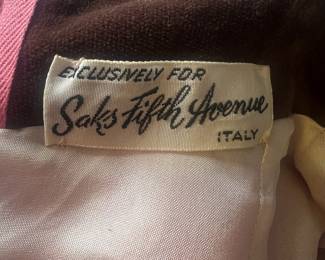 EXCLUSIVELY FOR
Saks Fifth Avenue
ITALY